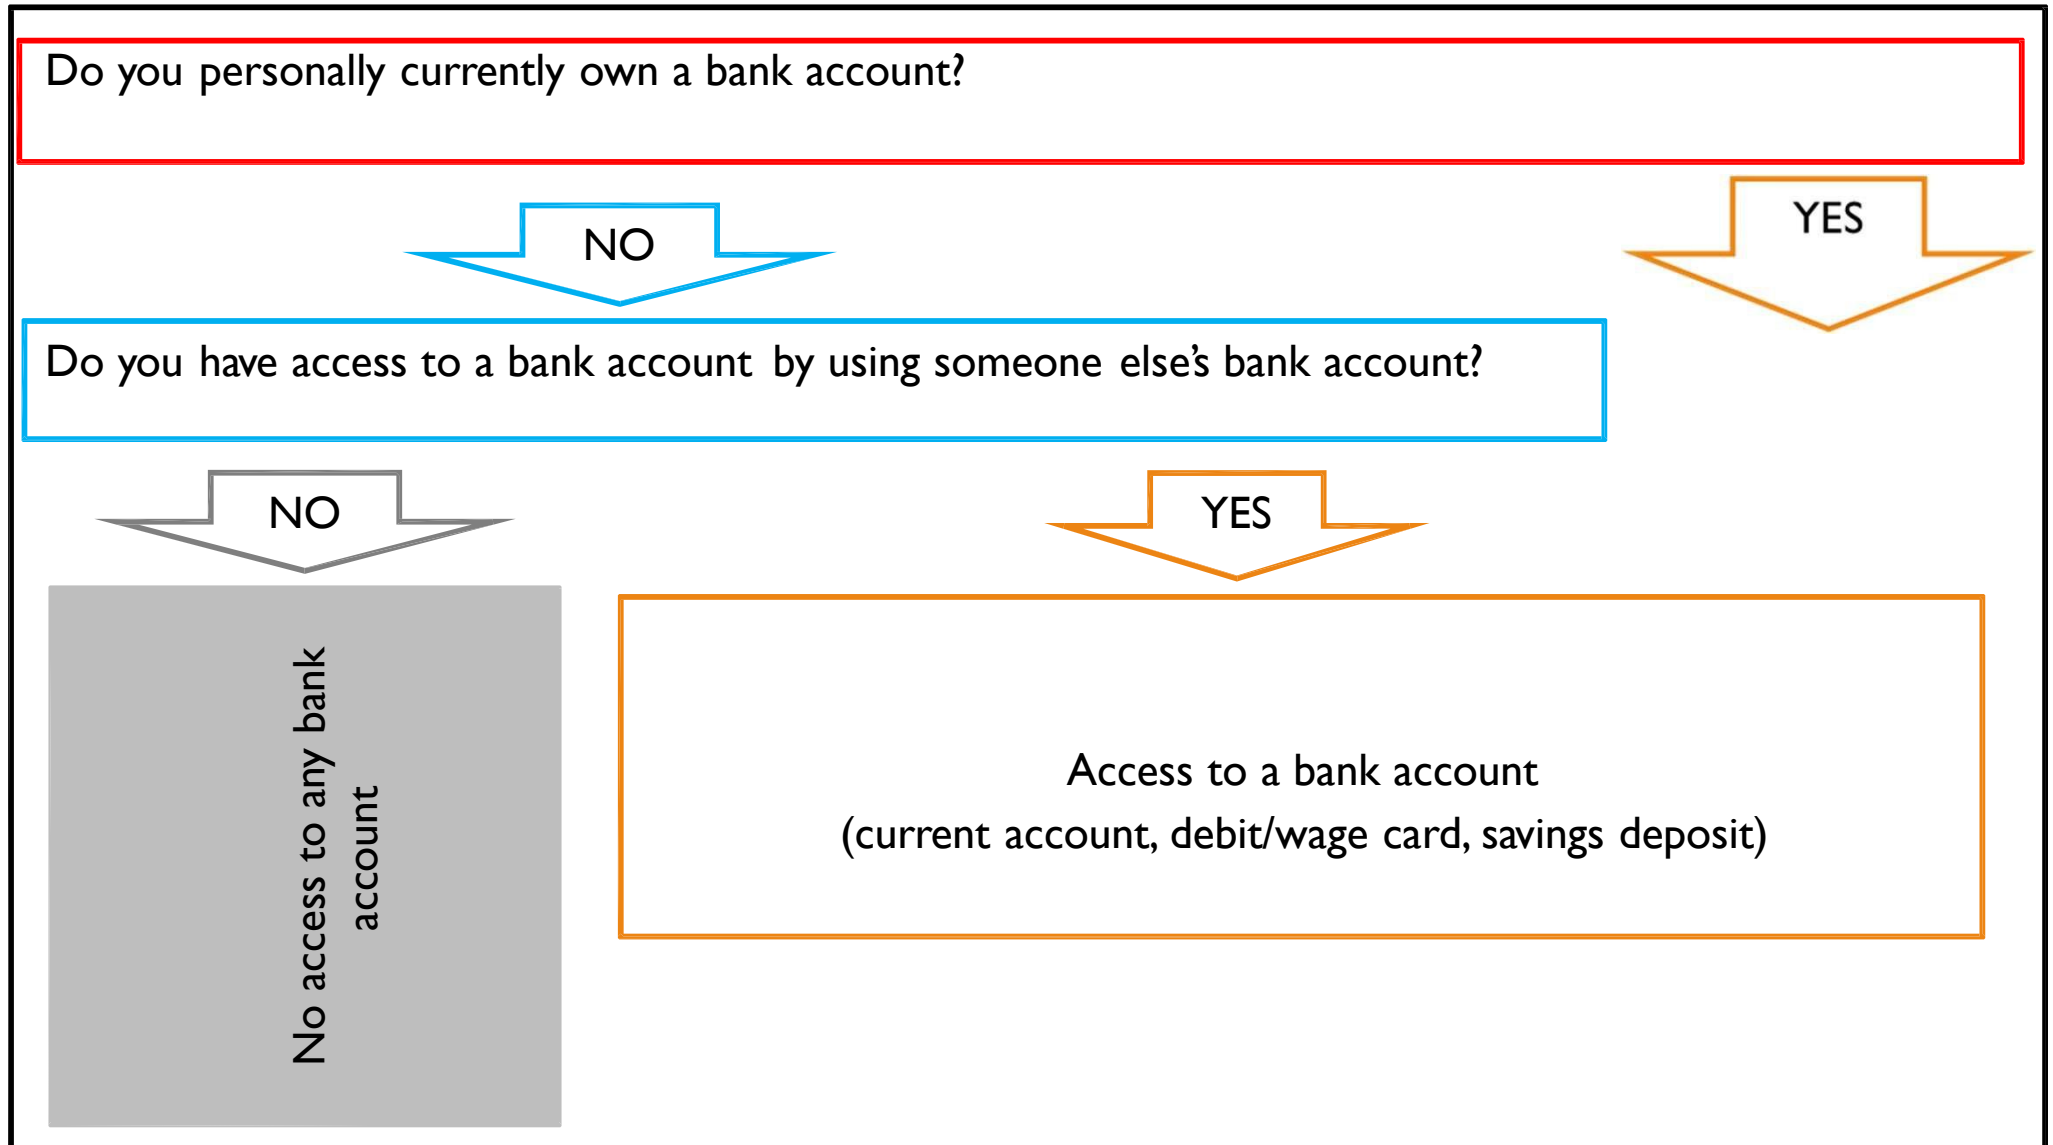 Do you personally currently own a bank account?
NO
YES
Do you have access to a bank account by using someone else's bank account?
NO
YES
No access to any bank
account
Access to a bank account
(current account, debit/wage card, savings deposit)